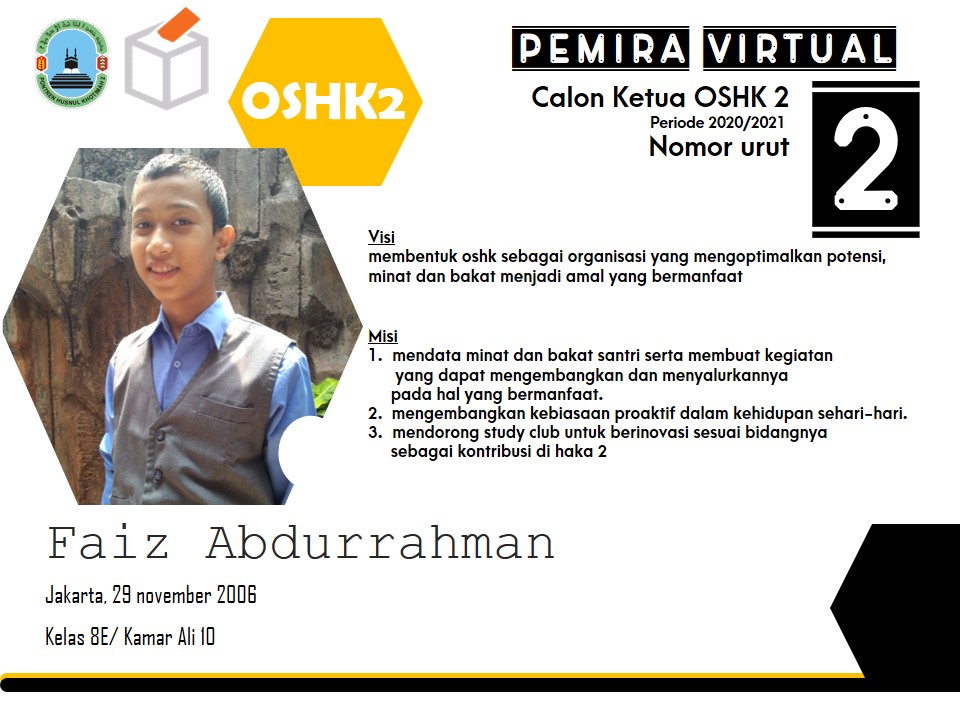 PONTREN HUSNUL KHOTIMAH 2
OSHK2
PEMIRA VIRTUAL
Calon Ketua OSHK 2
Periode 2020/2021
Nomor urut
2
Visi
membentuk oshk sebagai organisasi yang mengoptimalkan potensi,
minat dan bakat menjadi amal yang bermanfaat
Misi
1. mendata minat dan bakat santri serta membuat kegiatan
yang dapat mengembangkan dan menyalurkannya
pada hal yang bermanfaat.
2. mengembangkan kebiasaan proaktif dalam kehidupan sehari-hari.
3. mendorong study club untuk berinovasi sesuai bidangnya
sebagai kontribusi di haka 2
Faiz Abdurrahman
Jakarta, 29 november 2006
Kelas 8E/ Kamar Ali 10